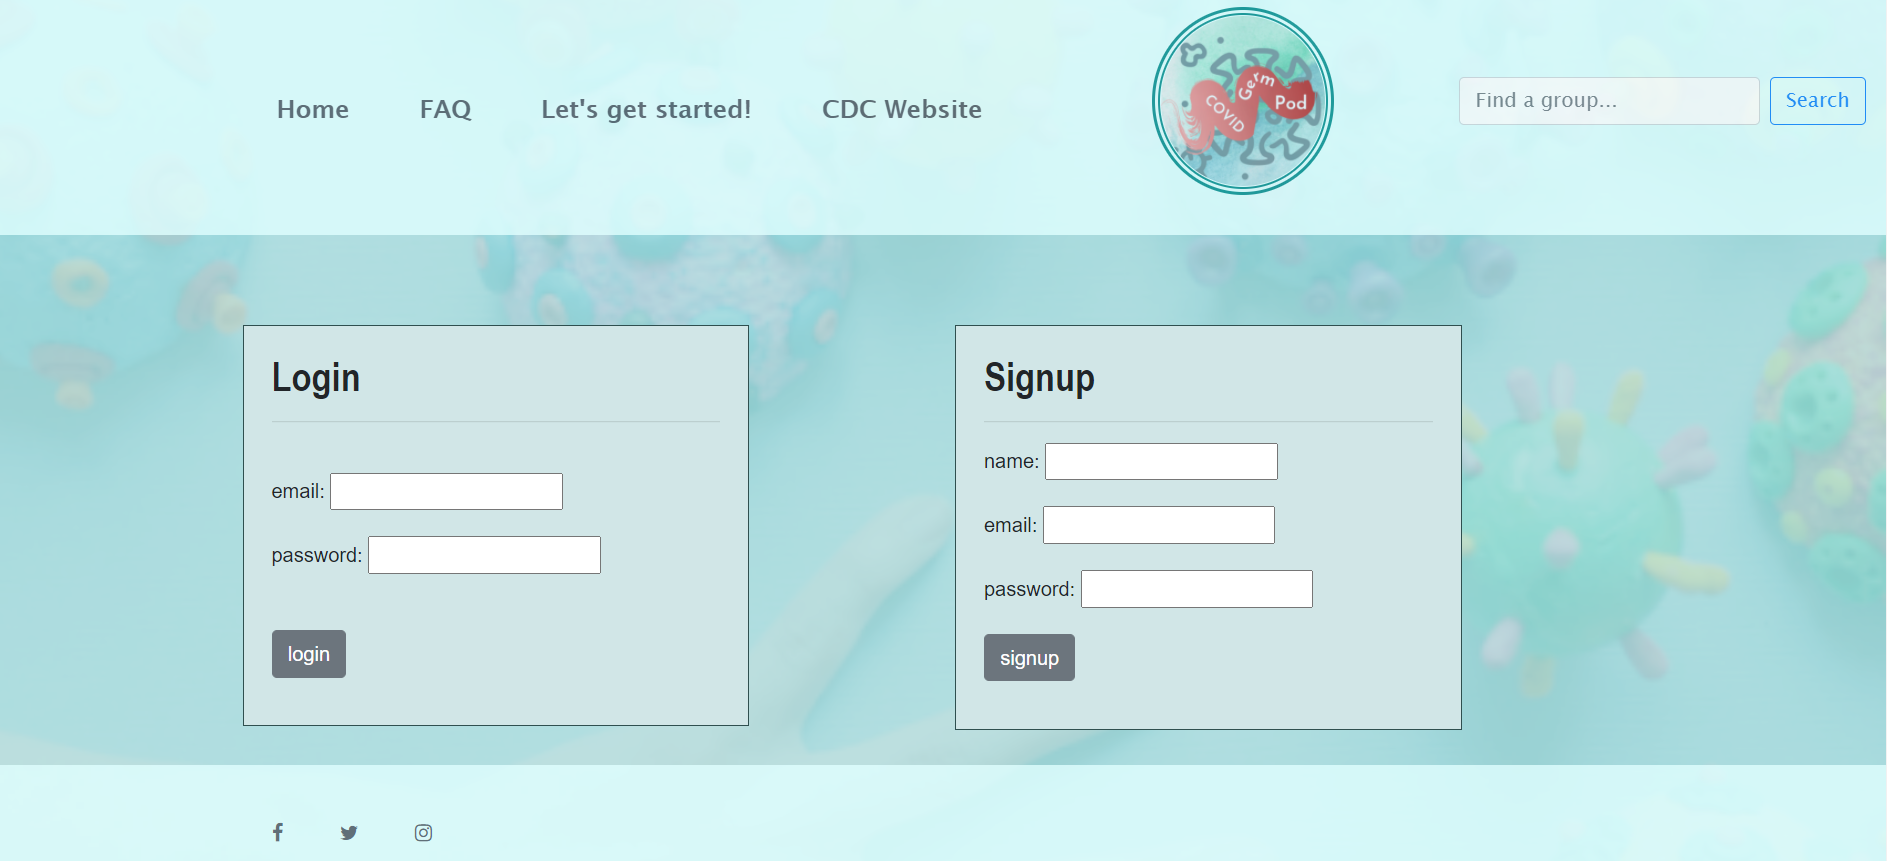 Home FAQ Let's get started! CDC Website
COVID Germ Pod
Find a group... Search
Login
email:
password:
login
Signup
name:
email:
password:
signup